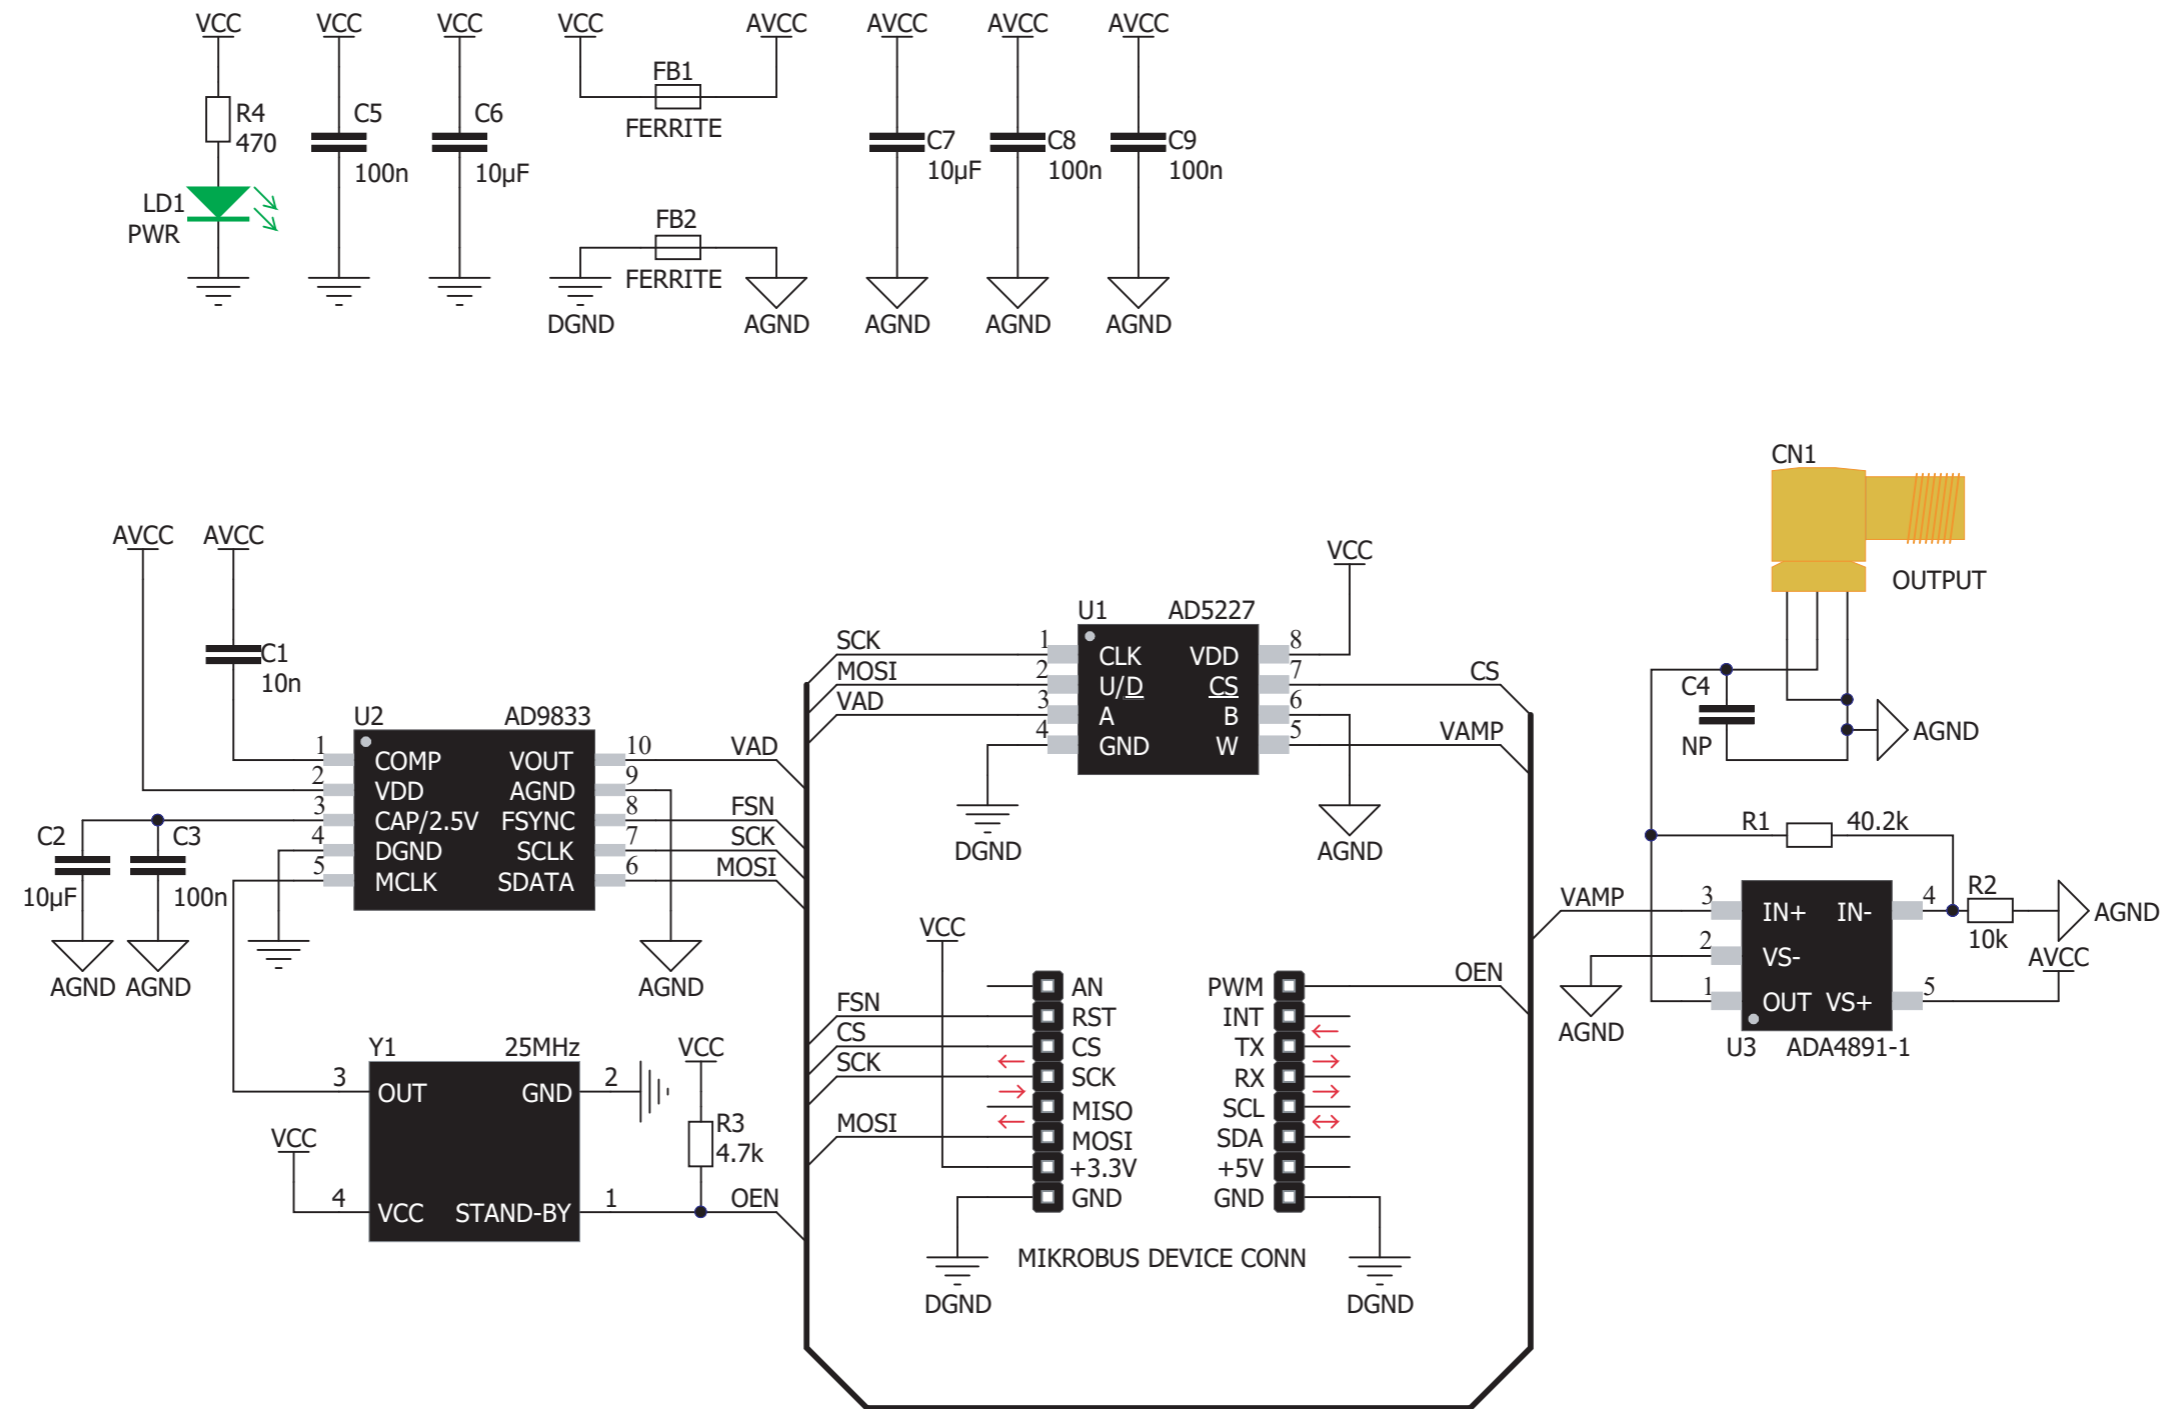 VCC VCC VCC VCC AVCC AVCC AVCC AVCC
FB1
R4 C5 C6 FERRITE C7 C8 C9
470 100n 10µF 10µF 100n 100n
LD1 FB2
PWR FERRITE
DGND AGND AGND AGND AGND
CN1
OUTPUT
AVCC AVCC
C1
10n
U2 AD9833
1 COMP VOUT 10 VAD
2 VDD AGND 9
3 CAP/2.5V FSYNC 8 FSN
4 DGND SCLK 7 SCK
5 MCLK SDATA 6 MOSI
C2 C3
10µF 100n
AGND AGND AGND
VCC
U1 AD5227
SCK 1 CLK VDD 8
MOSI 2 U/D CS 7 CS
VAD 3 A B 6
4 GND W 5 VAMP
DGND AGND
C4
NP
AGND
R1 40.2k
VAMP 3 IN+ IN- 4 R2 AGND
10k
2 VS- AVCC
1 OUT VS+ 5
AGND
U3 ADA4891-1
Y1 25MHz VCC
3 OUT GND 2
R3
4.7k
VCC
4 VCC STAND-BY 1 OEN
VCC
AN PWM OEN
FSN RST INT
CS CS TX
SCK SCK RX
MISO SCL
MOSI MOSI SDA
+3.3V +5V
GND GND
MIKROBUS DEVICE CONN
DGND DGND